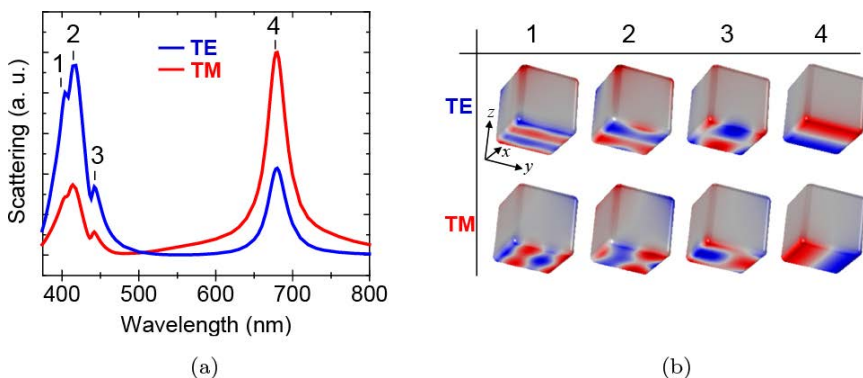 1
2
3
4
TE
TM
Scattering (a. u.)
400 500 600 700 800
Wavelength (nm)
(a)
1 2 3 4
TE
z
x
y
TM
(b)